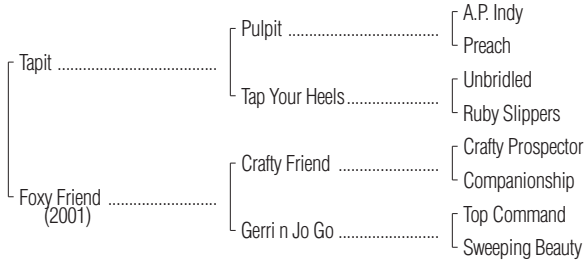 A.P. Indy
Pulpit ........................................
Preach
Tapit ..........................................
Unbridled
Tap Your Heels........................
Ruby Slippers
Crafty Prospector
Crafty Friend ..........................
Companionship
Foxy Friend .............................
(2001)
Top Command
Gerri n Jo Go ..........................
Sweeping Beauty